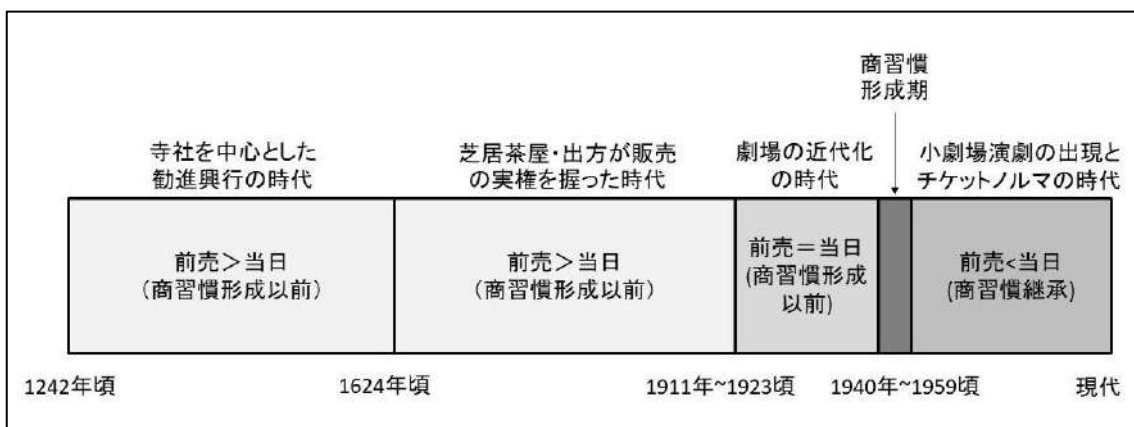 商習慣
形成期
寺社を中心とした
勧進興行の時代
芝居茶屋・出方が販売
の実権を握った時代
劇場の近代化
の時代
小劇場演劇の出現と
チケットノルマの時代
前売＞当日
（商習慣形成以前）
前売＞当日
（商習慣形成以前）
前売＝当日
(商習慣形成
以前)
前売<当日
(商習慣継承)
1242年頃
1624年頃
1911年~1923頃
1940年~1959頃
現代